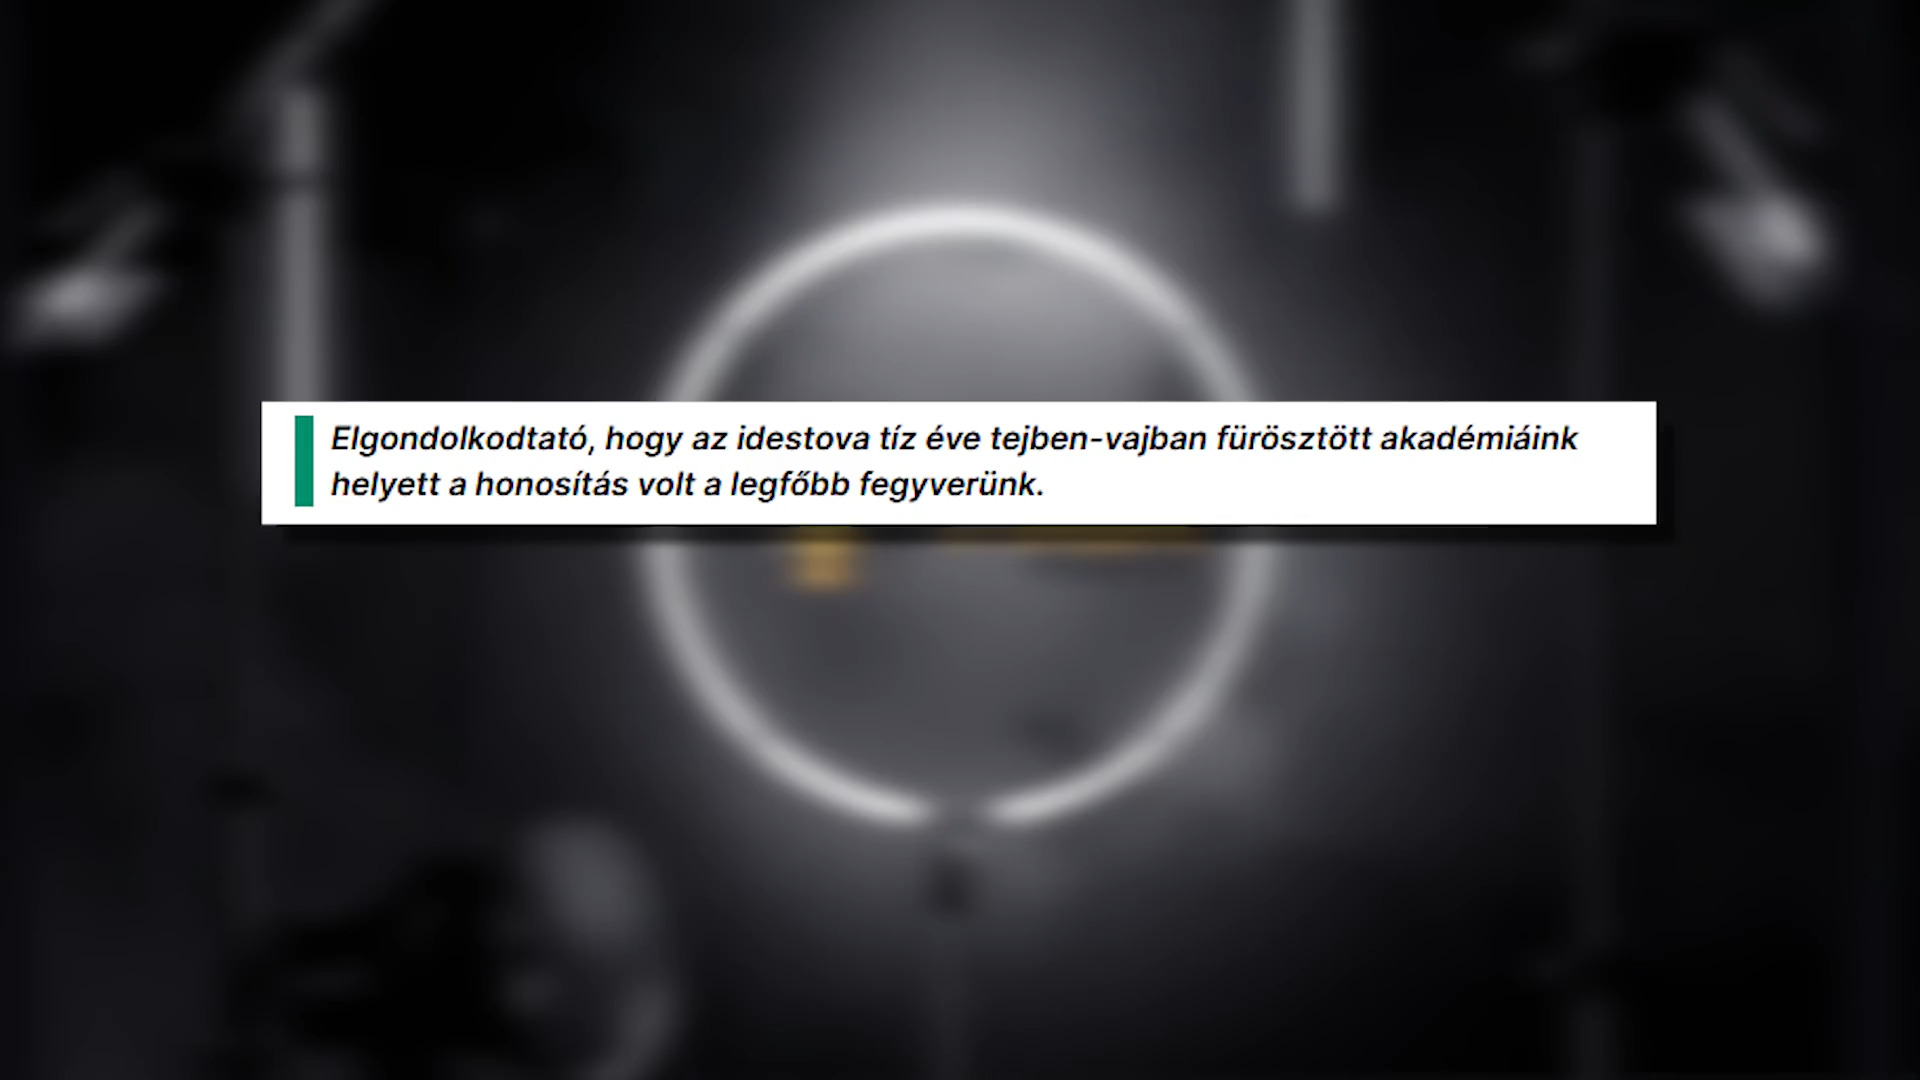 Elgondolkodtató, hogy az idestova tíz éve tejben-vajban fürösztött akadémiáink
helyett a honosítás volt a legfőbb fegyverünk.